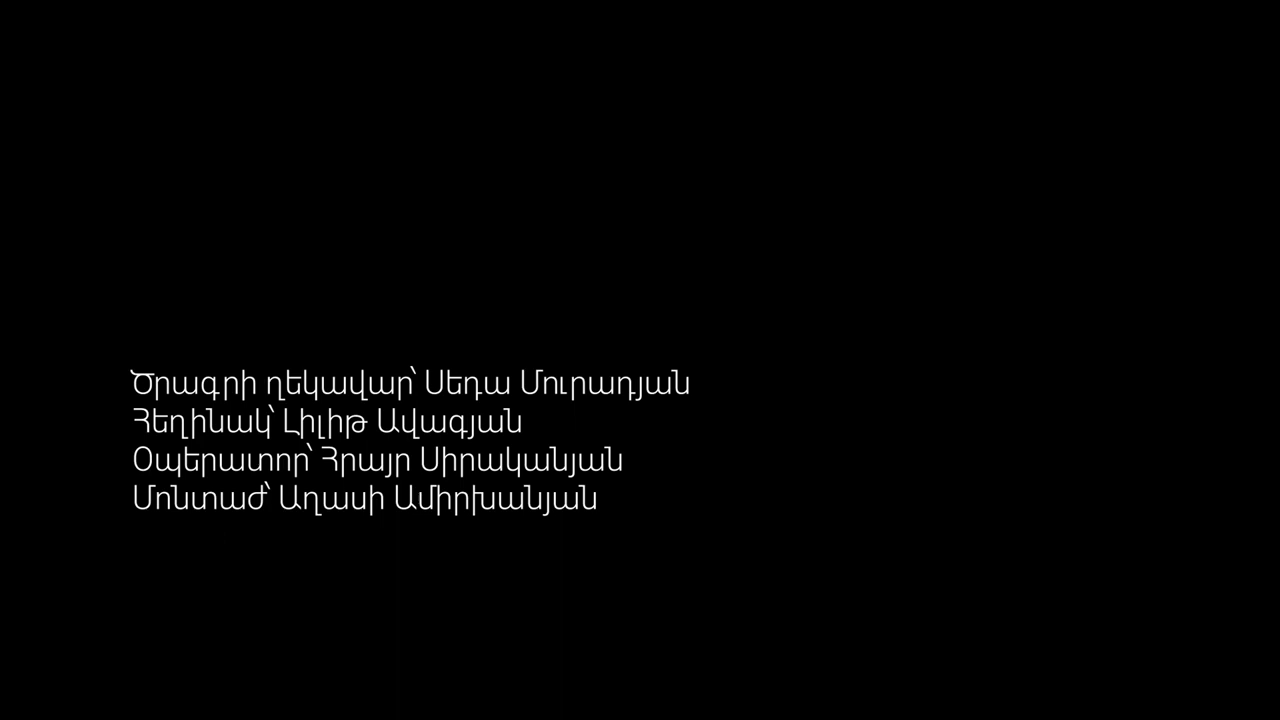 Ծրագրի ղեկավար՝ Սեդա Մուրադյան
Հեղինակ՝ Լիլիթ Ավագյան
Օպերատոր՝ Հրայր Սիրականյան
Մոնտաժ՝ Աղասի Ամիրխանյան